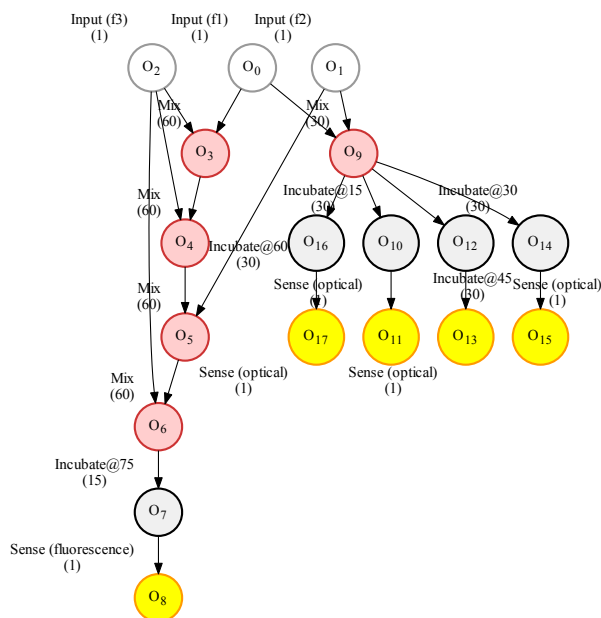 Input (f3)
(1)
Input (f1)
(1)
Input (f2)
(1)
O2
O0
O1
Mix
(60)
Mix
(30)
O3
O9
Mix
(60)
Incubate@15
(30)
Incubate@30
(30)
O4
Incubate@60
(30)
O16
O10
O12
O14
Mix
(60)
Sense (optical)
(1)
Incubate@45
(30)
Sense (optical)
(1)
O5
O17
O11
O13
O15
Mix
(60)
Sense (optical)
(1)
Sense (optical)
(1)
O6
Incubate@75
(15)
O7
Sense (fluorescence)
(1)
O8